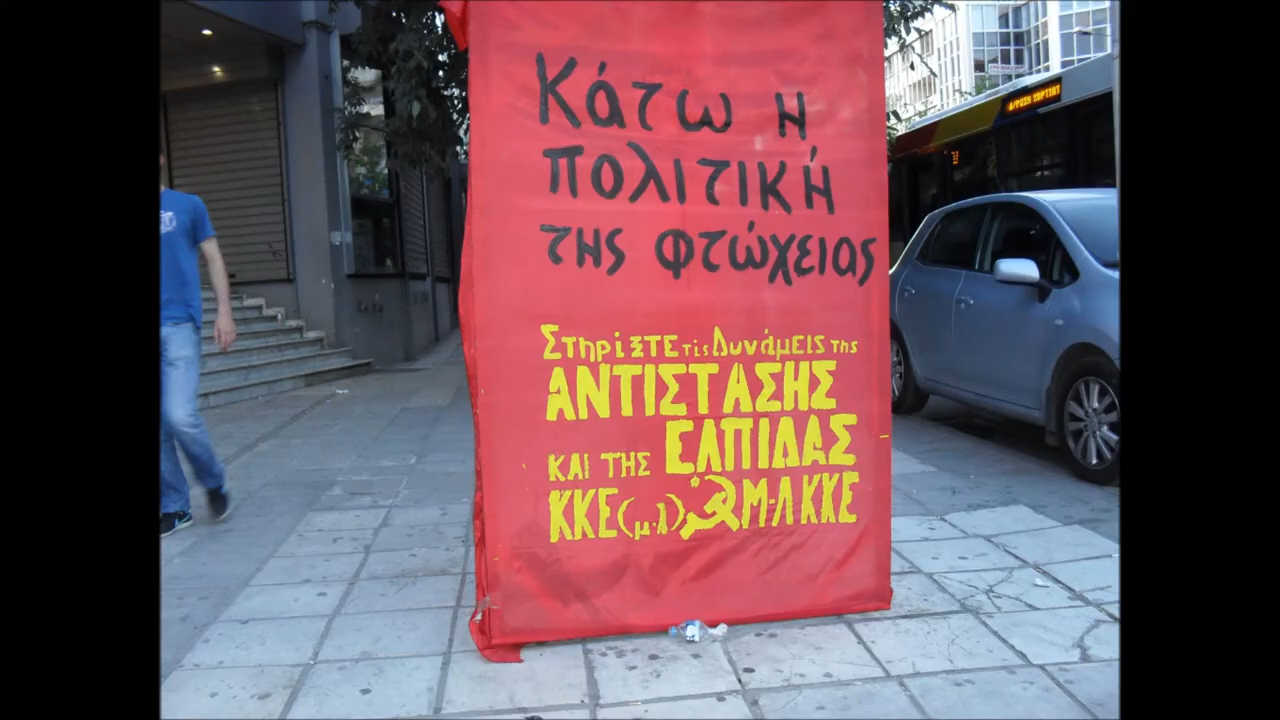 Κάτω η
πολιτική
της φτώχειας
ΣτηρίξΤΕ τις Δυνάμεις της
ΑΝΤΙΣΤΑΣΗΣ
ΚΑΙ ΤΗΣ ΕΛΠΙΔΑΣ
ΚΚΕ(μ-λ) Μ-Λ ΚΚΕ